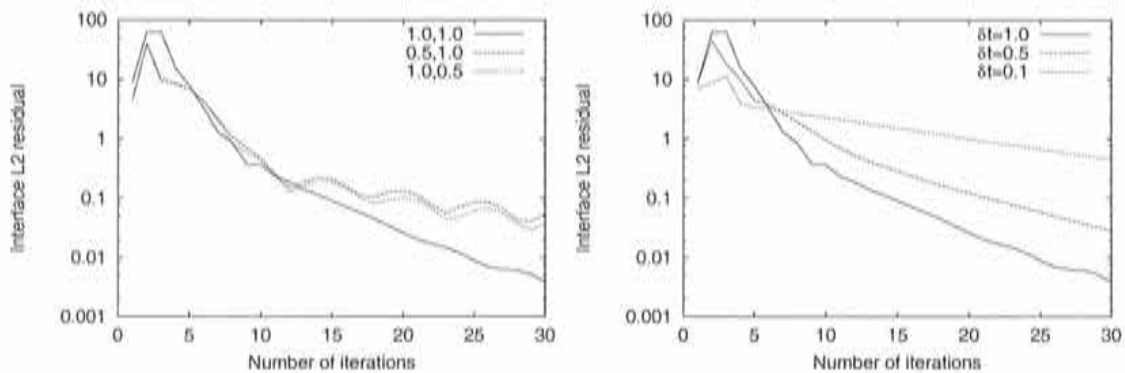 100
10
1
0.1
0.01
0.001
0 5 10 15 20 25 30
Interface L2 residual
Number of iterations
1.0,1.0
0.5,1.0
1.0,0.5
100
10
1
0.1
0.01
0.001
0 5 10 15 20 25 30
Interface L2 residual
Number of iterations
δt=1.0
δt=0.5
δt=0.1